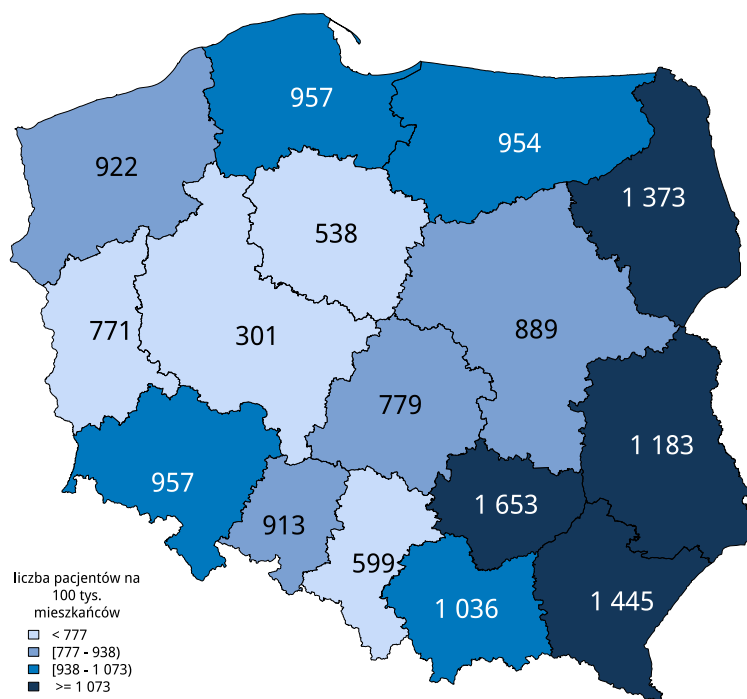 957
954
922
1 373
538
771
301
889
779
1 183
957
1 653
913
599
1 036
1 445
liczba pacjentów na
100 tys.
mieszkańców
< 777
[777 - 938)
[938 - 1 073)
>= 1 073